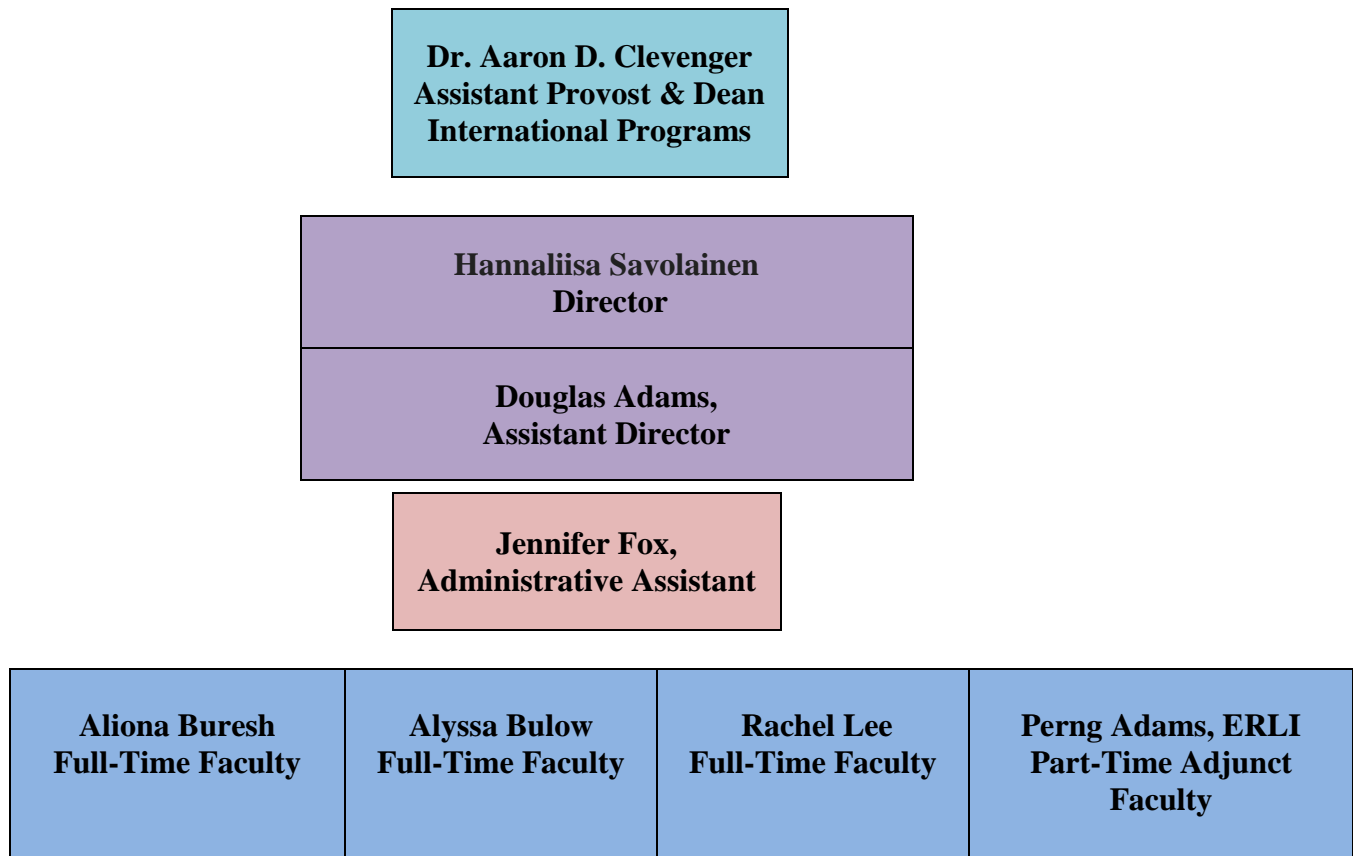 Dr. Aaron D. Clevenger
Assistant Provost & Dean
International Programs
Hannaliisa Savolainen
Director
Douglas Adams,
Assistant Director
Jennifer Fox,
Administrative Assistant
Aliona Buresh
Full-Time Faculty
Alyssa Bulow
Full-Time Faculty
Rachel Lee
Full-Time Faculty
Perng Adams, ERLI
Part-Time Adjunct
Faculty